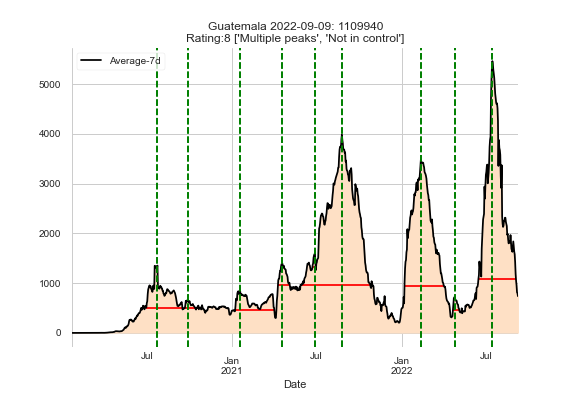 Guatemala 2022-09-09: 1109940
Rating:8 ['Multiple peaks', 'Not in control']
Average-7d
5000
4000
3000
2000
1000
0
Jul
Jan
2021
Jul
Jan
2022
Jul
Date